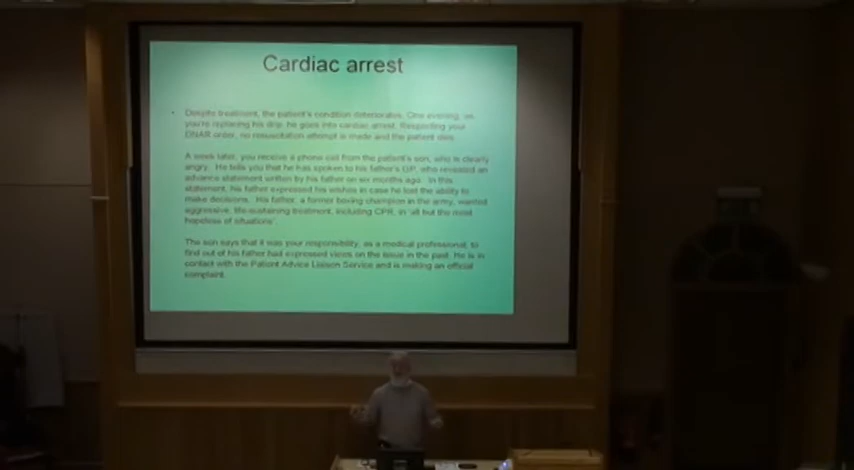 Cardiac arrest
• Despite treatment, the patient's condition deteriorates. One evening, as
you're replacing his drip, he goes into cardiac arrest. Respecting your
DNAR order, no resuscitation attempt is made and the patient dies.
A week later, you receive a phone call from the patient's son, who is clearly
angry. He tells you that he has spoken to his father's GP, who revealed an
advance statement written by his father on six months ago. In this
statement, his father expressed his wishes in case he lost the ability to
make decisions. His father, a former boxing champion in the army, wanted
aggressive, life-sustaining treatment, including CPR, in 'all but the most
hopeless of situations'.
The son says that it was your responsibility, as a medical professional, to
find out of his father had expressed views on the issue in the past. He is in
contact with the Patient Advice Liaison Service and is making an official
complaint.